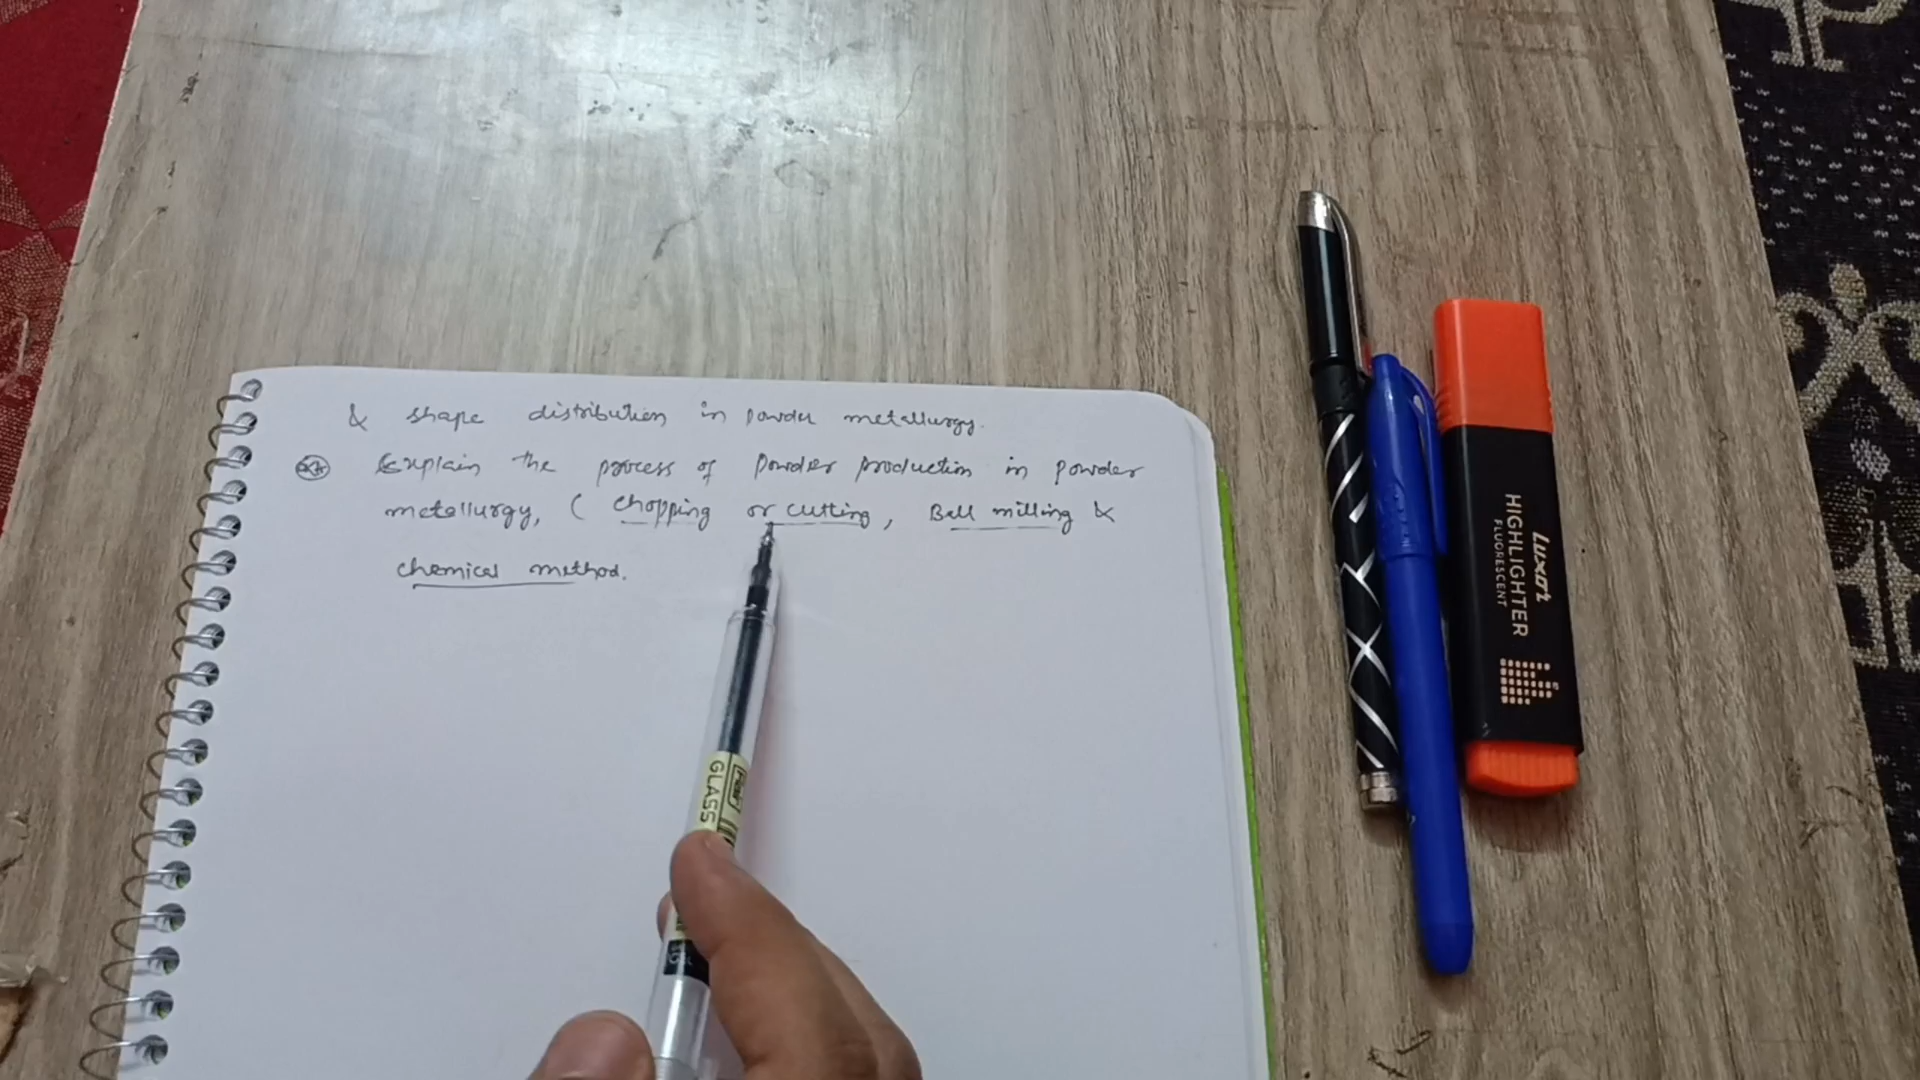 & shape distribution in powder metallurgy.
Explain the process of powder production in powder
metallurgy, ( chopping or cutting, Ball milling &
chemical method.
GLASS
Luxor
HIGHLIGHTER
FLUORESCENT